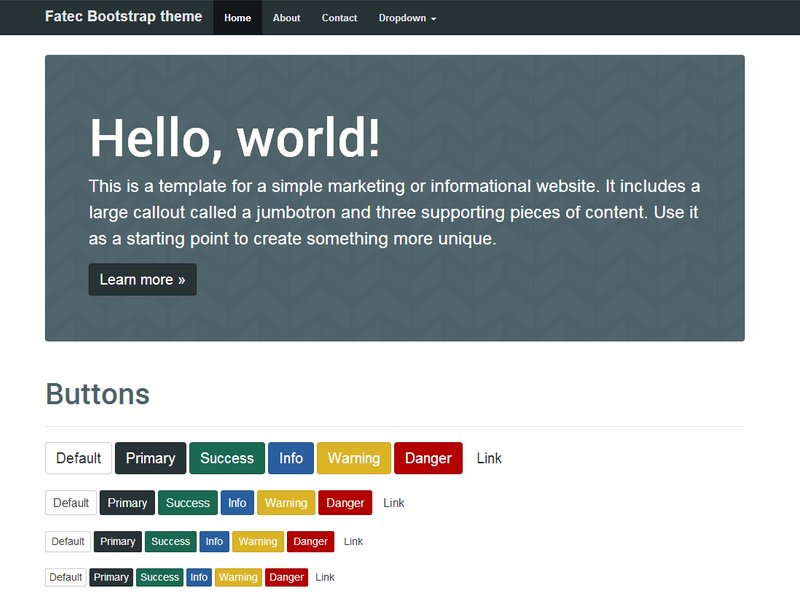 Fatec Bootstrap theme Home About Contact Dropdown
Hello, world!
This is a template for a simple marketing or informational website. It includes a
large callout called a jumbotron and three supporting pieces of content. Use it
as a starting point to create something more unique.
Learn more »
Buttons
Default Primary Success Info Warning Danger Link
Default Primary Success Info Warning Danger Link
Default Primary Success Info Warning Danger Link
Default Primary Success Info Warning Danger Link